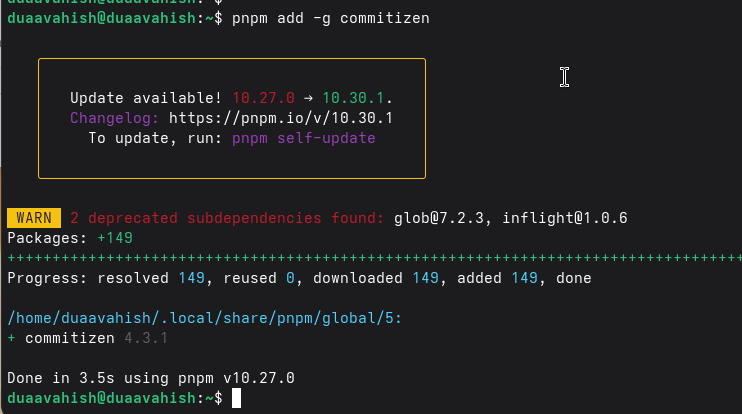 duaavahish@duaavahish:~$ pnpm add -g commitizen
Update available! 10.27.0 → 10.30.1.
Changelog: https://pnpm.io/v/10.30.1
To update, run: pnpm self-update
WARN 2 deprecated subdependencies found: glob@7.2.3, inflight@1.0.6
Packages: +149
++++++++++++++++++++++++++++++++++++++++++++++++++++++++++++++++++++++++++++++++++
Progress: resolved 149, reused 0, downloaded 149, added 149, done
/home/duaavahish/.local/share/pnpm/global/5:
+ commitizen 4.3.1
Done in 3.5s using pnpm v10.27.0
duaavahish@duaavahish:~$